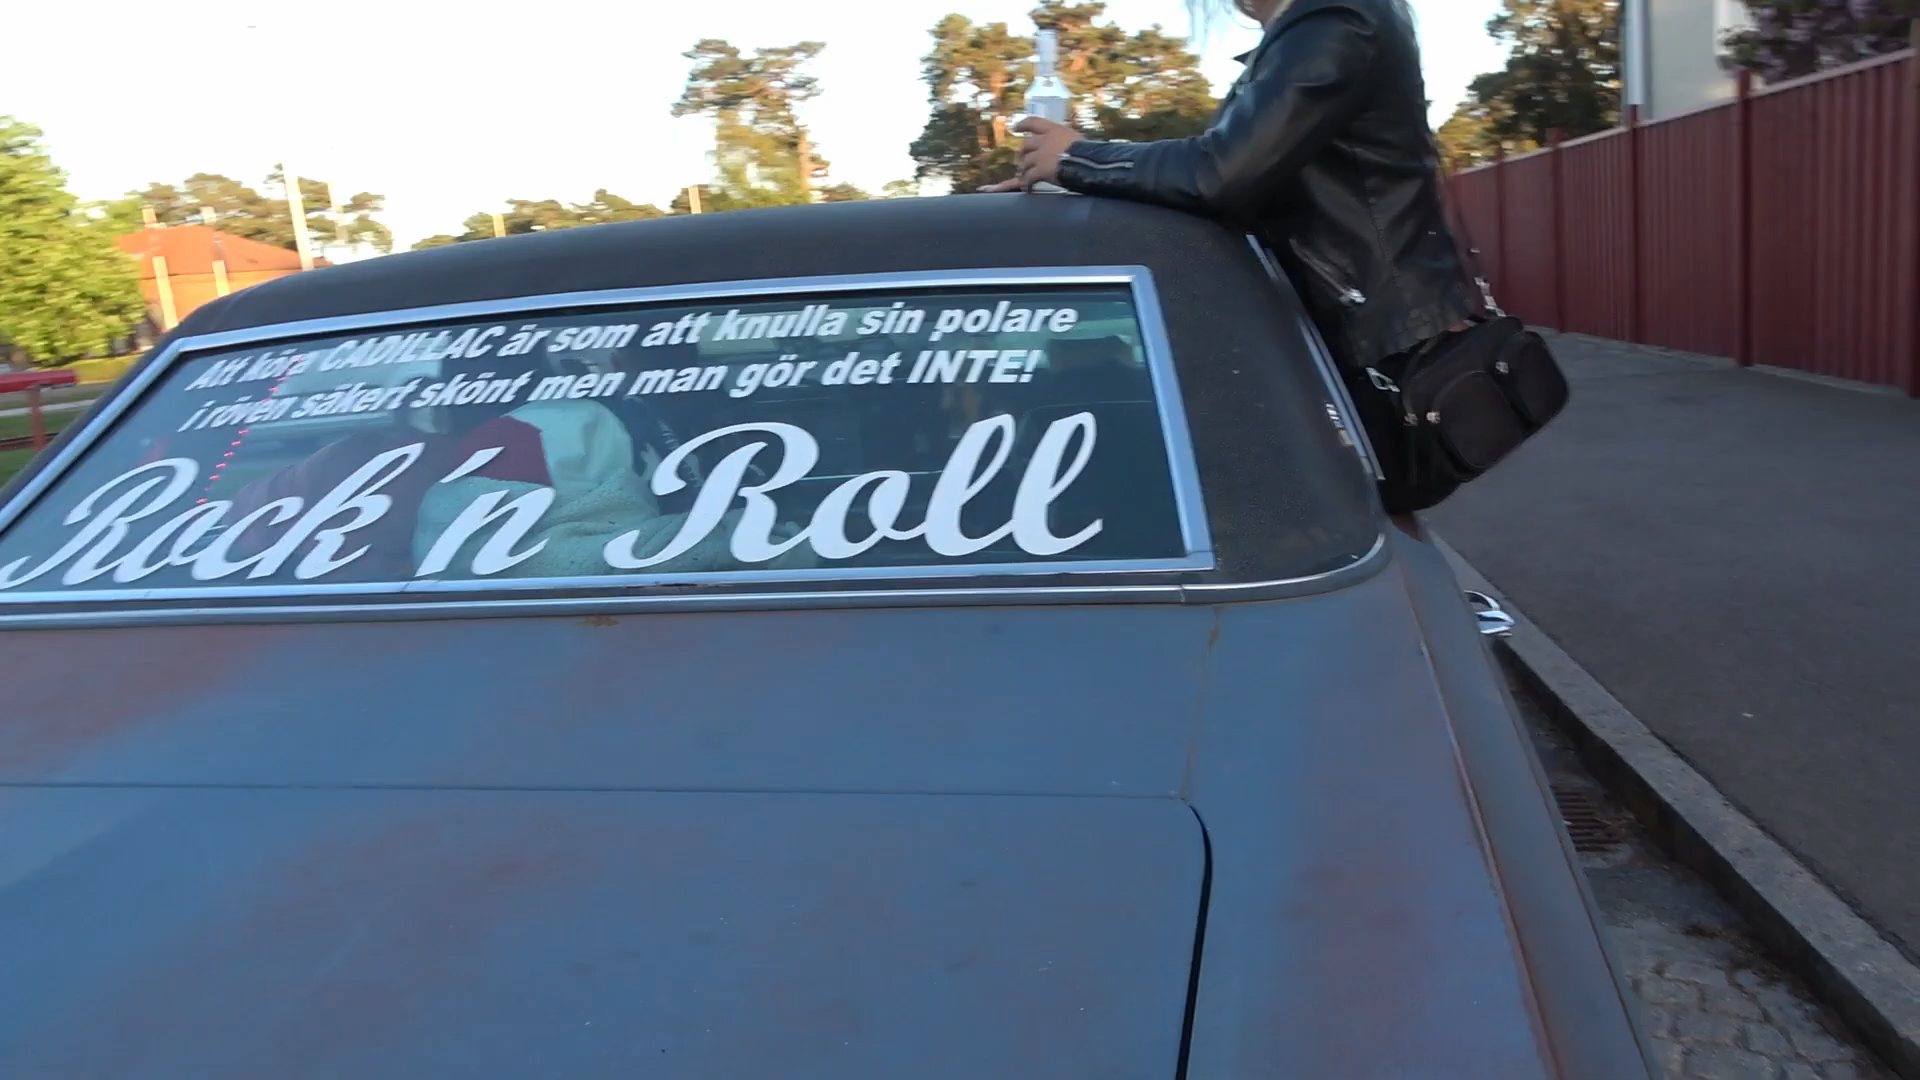 Att köra CADILLAC är som att knulla sin polare
i röven säkert skönt men man gör det INTE!
Rock 'n Roll